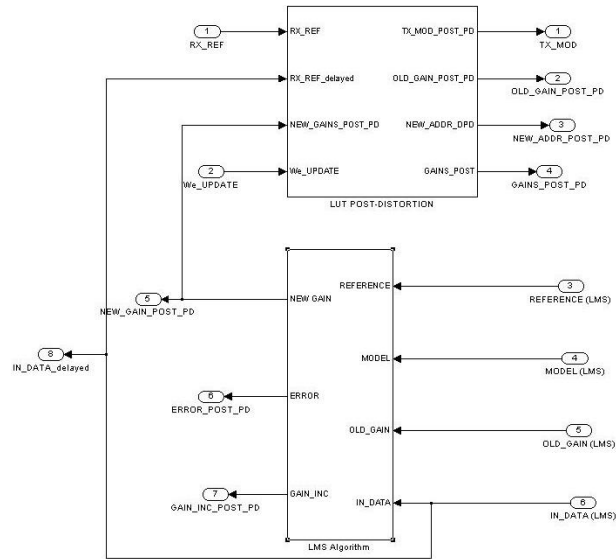 1
RX_REF
RX_REF
TX_MOD_POST_PD
1
TX_MOD
RX_REF_delayed
OLD_GAIN_POST_PD
2
OLD_GAIN_POST_PD
NEW_GAINS_POST_PD
NEW_ADDR_DPD
3
NEW_ADDR_POST_PD
2
We_UPDATE
We_UPDATE
GAINS_POST
4
GAINS_POST_PD
LUT POST-DISTORTION
5
NEW_GAIN_POST_PD
NEW GAIN
REFERENCE
3
REFERENCE (LMS)
8
IN_DATA_delayed
MODEL
4
MODEL (LMS)
6
ERROR_POST_PD
ERROR
OLD_GAIN
5
OLD_GAIN (LMS)
7
GAIN_INC_POST_PD
GAIN_INC
IN_DATA
6
IN_DATA (LMS)
LMS Algorithm